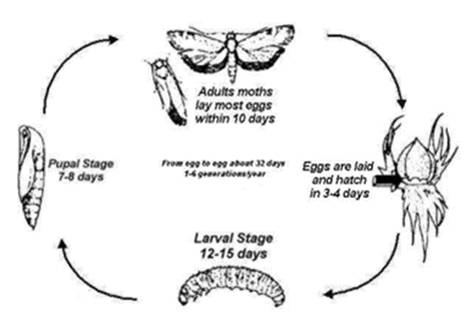 Adults moths
lay most eggs
within 10 days
Pupal Stage
7-8 days
From egg to egg about 32 days
1-6 generations/year
Eggs are laid
and hatch
in 3-4 days
Larval Stage
12-15 days